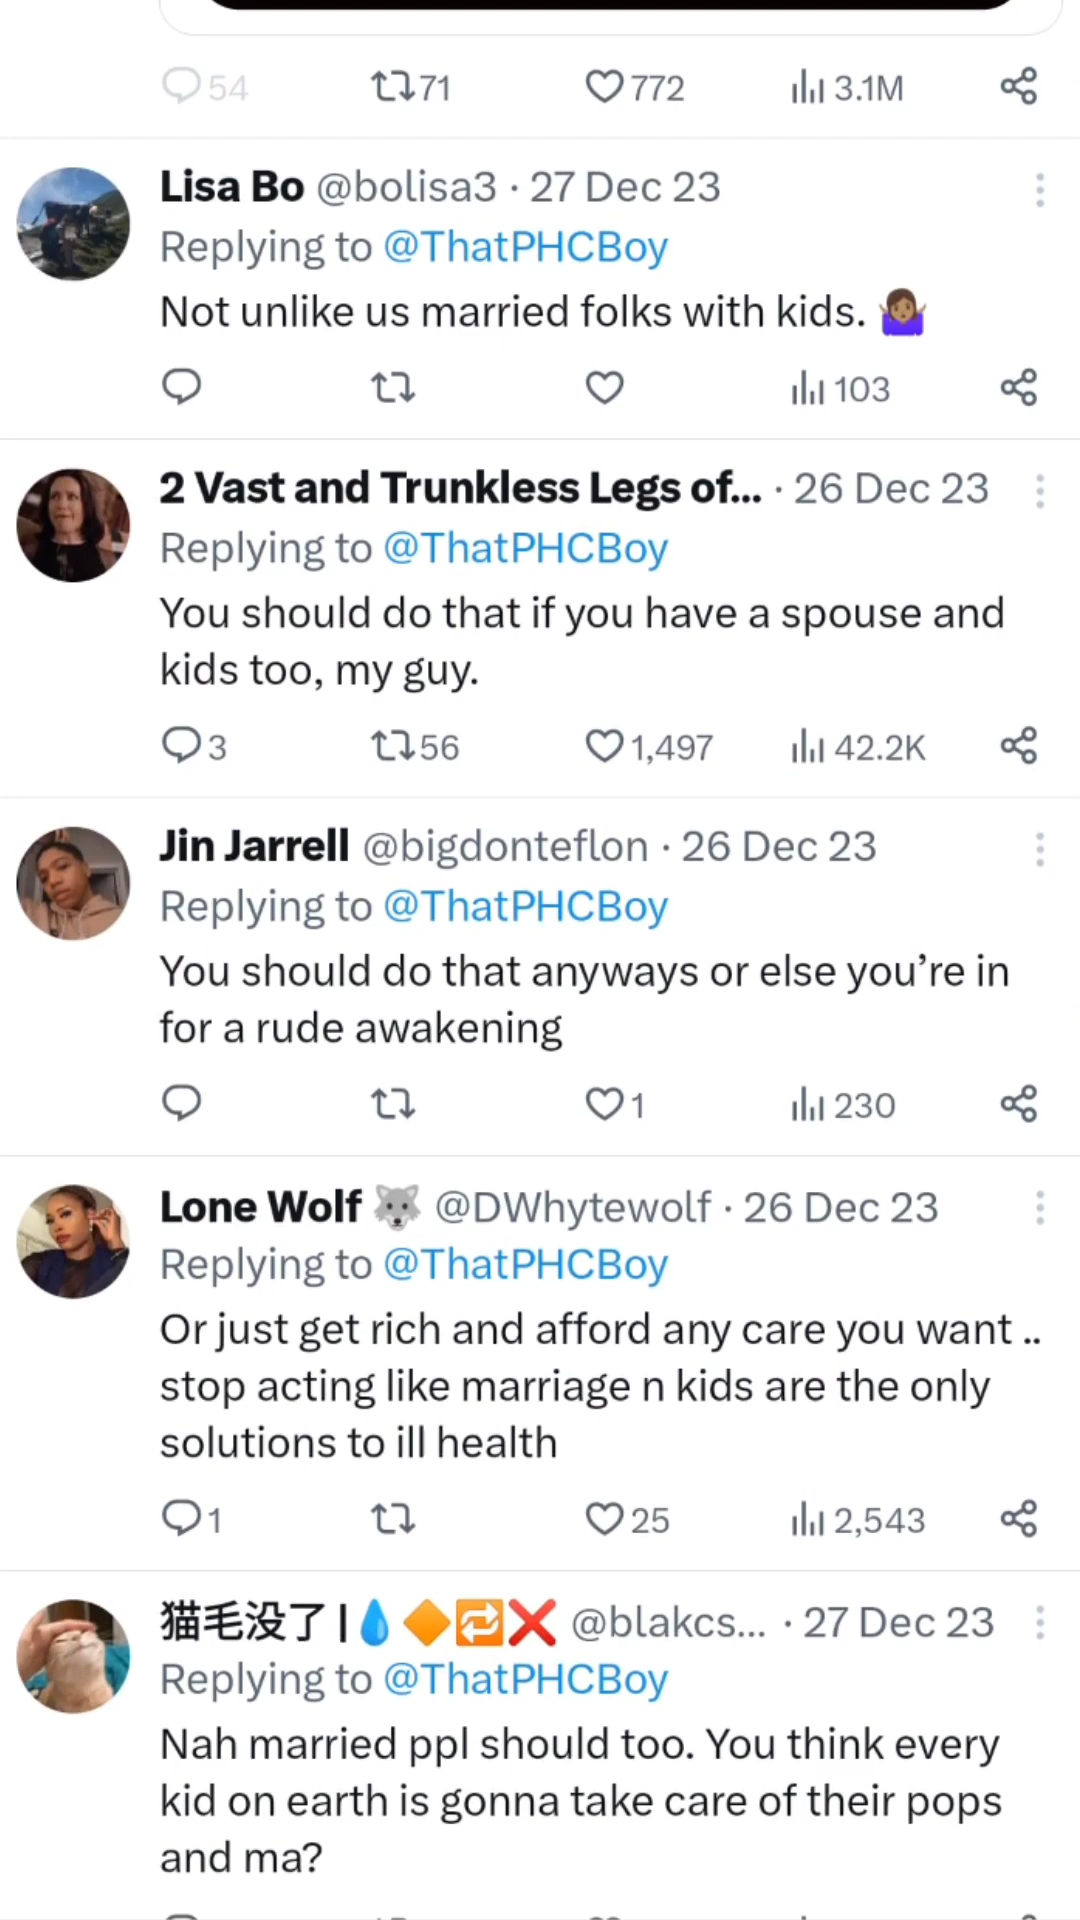 54 71 772 3.1M
Lisa Bo @bolisa3 · 27 Dec 23
Replying to @ThatPHCBoy
Not unlike us married folks with kids. 🤷🏽‍♀️
103
2 Vast and Trunkless Legs of... · 26 Dec 23
Replying to @ThatPHCBoy
You should do that if you have a spouse and
kids too, my guy.
3 56 1,497 42.2K
Jin Jarrell @bigdonteflon · 26 Dec 23
Replying to @ThatPHCBoy
You should do that anyways or else you’re in
for a rude awakening
1 230
Lone Wolf 🐺 @DWhytewolf · 26 Dec 23
Replying to @ThatPHCBoy
Or just get rich and afford any care you want ..
stop acting like marriage n kids are the only
solutions to ill health
1 25 2,543
猫毛没了 | 💧🔶🔁❌ @blakcs... · 27 Dec 23
Replying to @ThatPHCBoy
Nah married ppl should too. You think every
kid on earth is gonna take care of their pops
and ma?